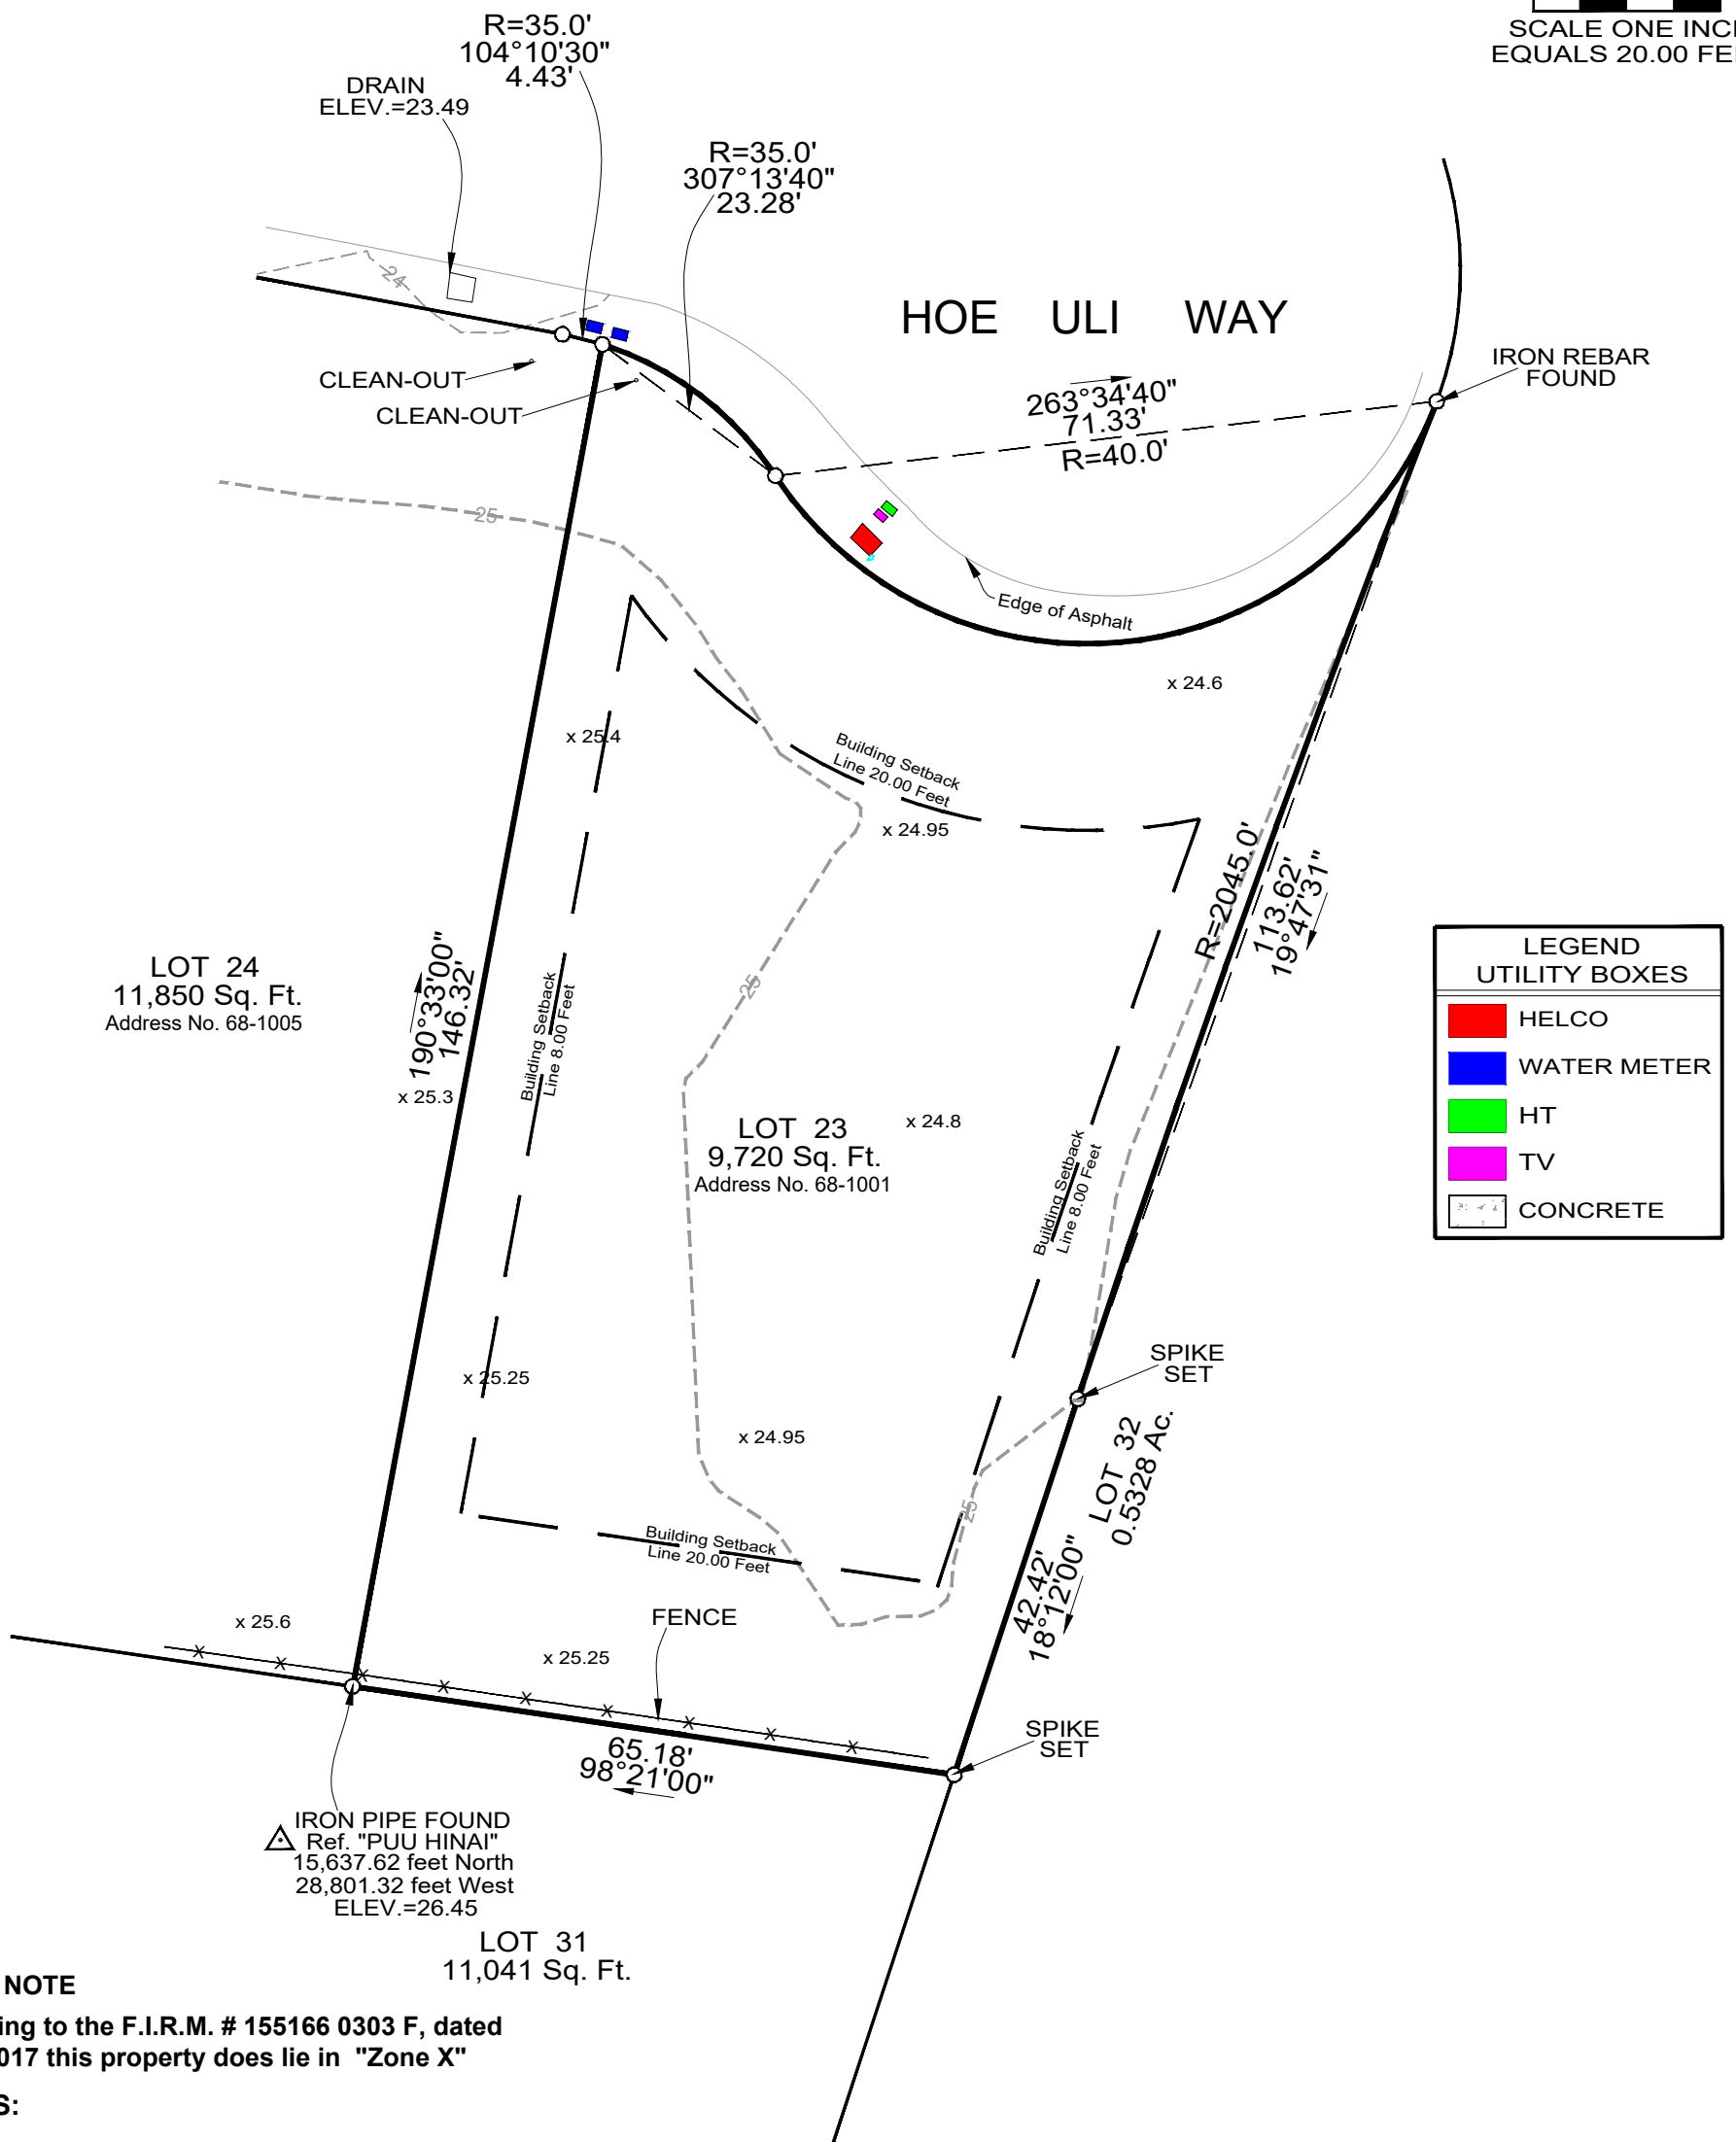 SCALE ONE INC
EQUALS 20.00 FE
R=35.0'
104°10'30"
4.43'
DRAIN
ELEV.=23.49
R=35.0'
307°13'40"
23.28'
24
HOE ULI WAY
IRON REBAR
FOUND
CLEAN-OUT
CLEAN-OUT
263°34'40"
71.33'
R=40.0'
25
Edge of Asphalt
x 24.6
x 25.4
Building Setback
Line 20.00 Feet
x 24.95
R=2045.0'
113.62'
19°47'31"
LEGEND
UTILITY BOXES
HELCO
WATER METER
HT
TV
CONCRETE
LOT 24
11,850 Sq. Ft.
Address No. 68-1005
190°33'00"
146.32'
Building Setback
Line 8.00 Feet
25
x 25.3
LOT 23
9,720 Sq. Ft.
Address No. 68-1001
x 24.8
Building Setback
Line 8.00 Feet
SPIKE
SET
x 25.25
x 24.95
LOT 32
0.5328 Ac.
25
Building Setback
Line 20.00 Feet
42.42'
18°12'00"
x 25.6
FENCE
x 25.25
SPIKE
SET
65.18'
98°21'00"
IRON PIPE FOUND
Ref. "PUU HINAI"
15,637.62 feet North
28,801.32 feet West
ELEV.=26.45
LOT 31
11,041 Sq. Ft.
NOTE
ing to the F.I.R.M. # 155166 0303 F, dated
017 this property does lie in "Zone X"
S: